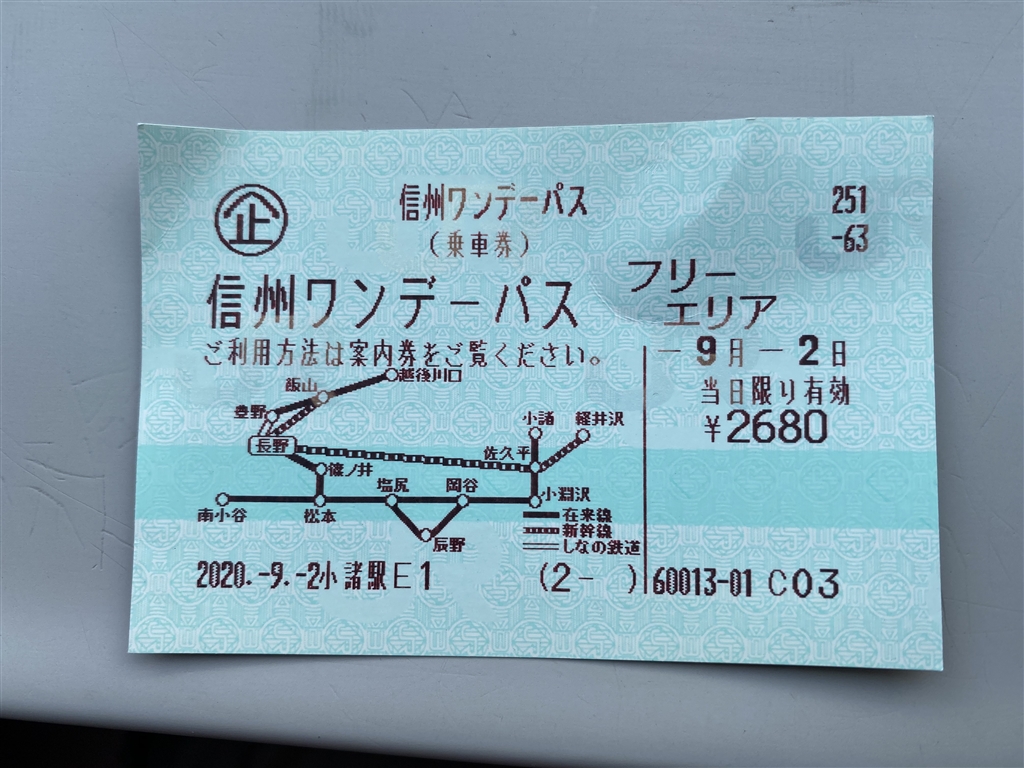 企
信州ワンデーパス
251
(乗車券)
-63
信州ワンデーパス
フリー
エリア
ご利用方法は案内券をご覧ください。
-9月-2日
当日限り有効
¥2680
越後川口
飯山
豊野
長野
小諸
軽井沢
佐久平
篠ノ井
塩尻
岡谷
小淵沢
南小谷
松本
辰野
在来線
新幹線
しなの鉄道
2020.-9.-2小諸駅E1
(2- )
60013-01 C03